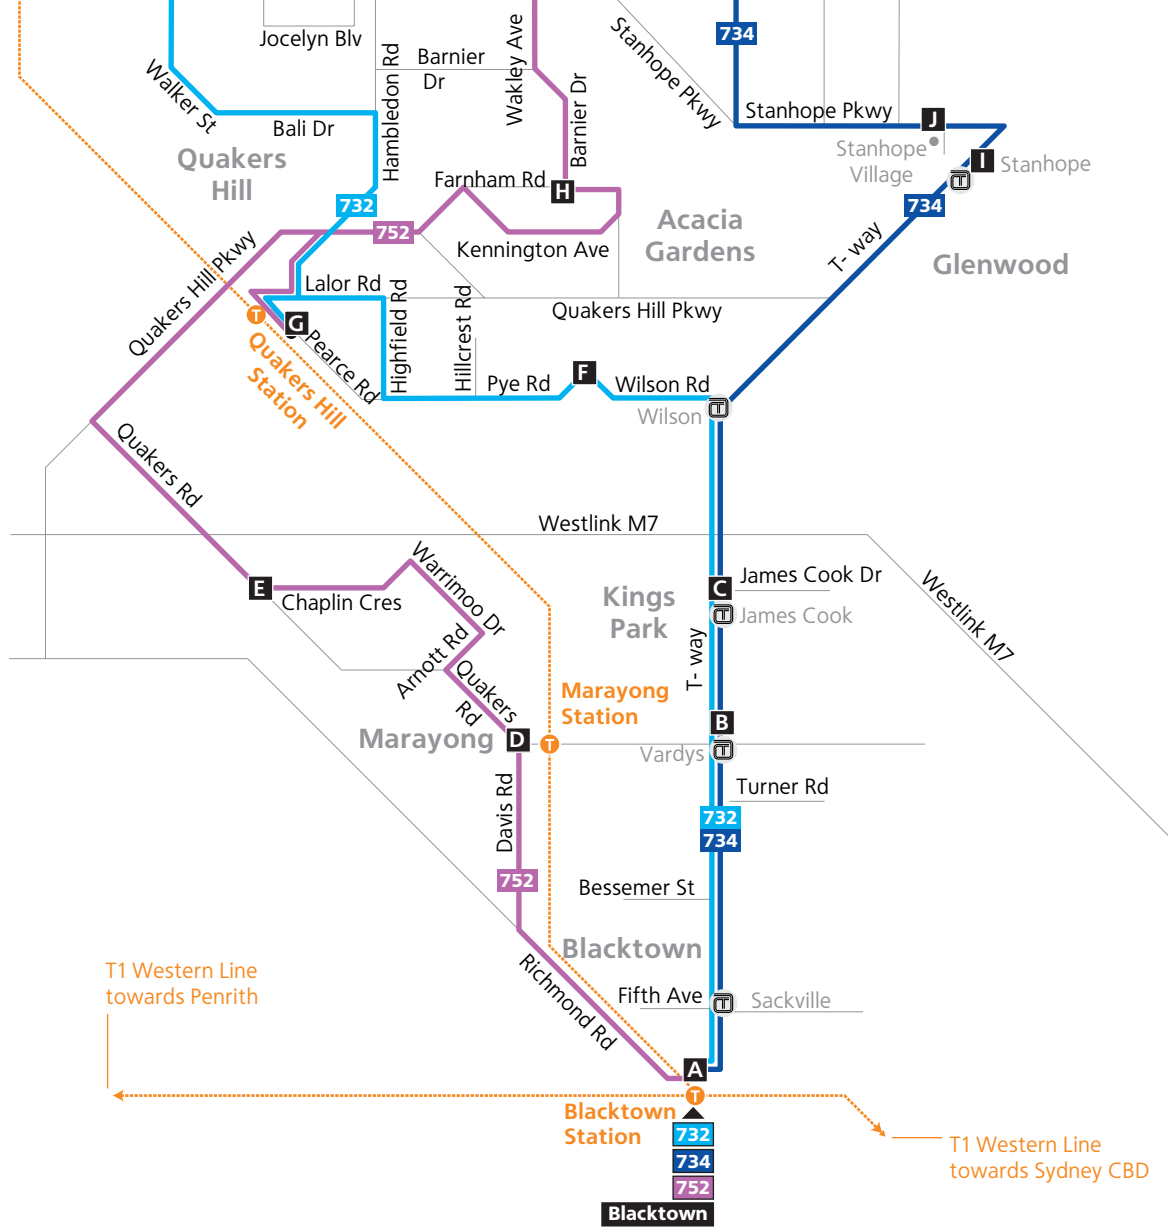 Jocelyn Blv
Walker St
Bali Dr
Hambledon Rd
Barnier
Dr
Wakley Ave
Barnier Dr
Stanhope Pkwy
734
Stanhope Pkwy
J
Stanhope
Village
I
Stanhope
734
T- way
Glenwood
Quakers
Hill
732
Farnham Rd
H
752
Kennington Ave
Acacia
Gardens
Quakers Hill Pkwy
Lalor Rd
Highfield Rd
Hillcrest Rd
Quakers Hill Pkwy
T
G
Pearce Rd
Quakers Hill
Station
Pye Rd
F
Wilson Rd
T
Wilson
Quakers Rd
Westlink M7
Westlink M7
E
Chaplin Cres
Warrimoo Dr
Arnott Rd
Quakers
Rd
Kings
Park
C
James Cook Dr
T
James Cook
T- way
Marayong
Station
Marayong
D
T
B
Vardys
T
Turner Rd
Davis Rd
732
734
752
Bessemer St
Blacktown
Richmond Rd
Fifth Ave
T
Sackville
T1 Western Line
towards Penrith
A
T
Blacktown
Station
732
734
752
Blacktown
T1 Western Line
towards Sydney CBD
T